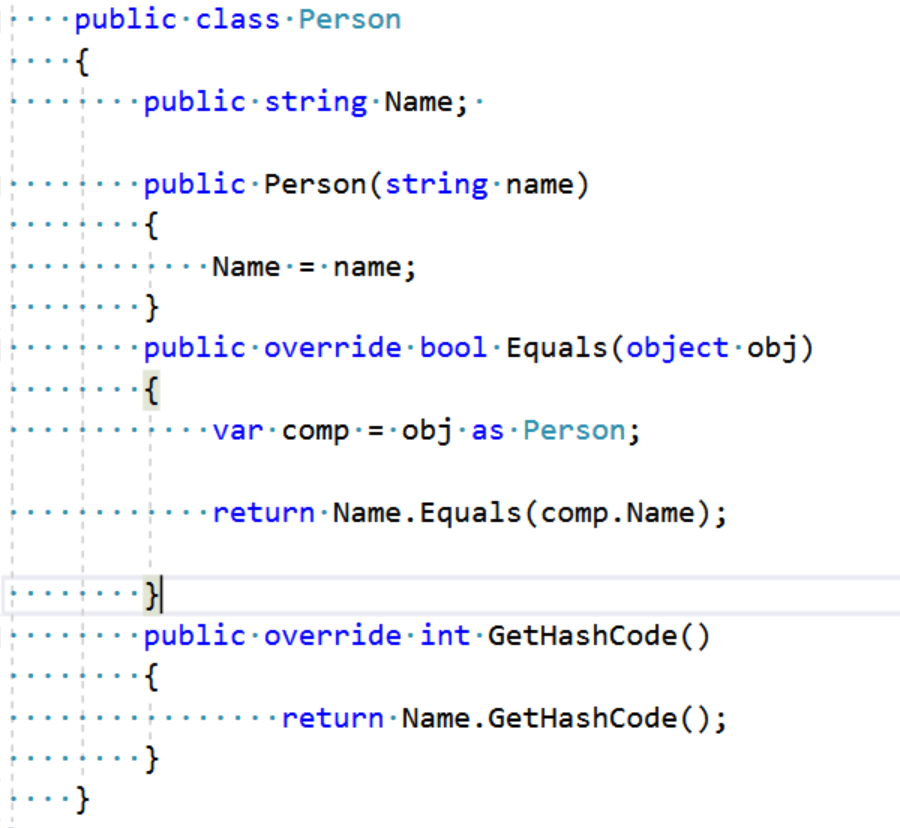 public class Person
{
public string Name;
public Person(string name)
{
Name = name;
}
public override bool Equals(object obj)
{
var comp = obj as Person;
return Name.Equals(comp.Name);
}
public override int GetHashCode()
{
return Name.GetHashCode();
}
}